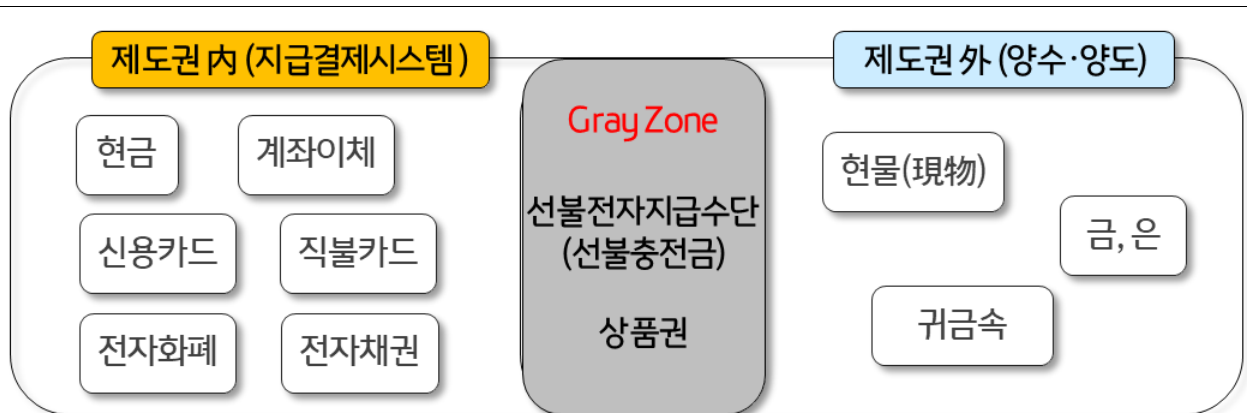 제도권 内 (지급결제시스템)
현금
계좌이체
신용카드
직불카드
전자화폐
전자채권
Gray Zone
선불전자지급수단
(선불충전금)
상품권
제도권 外 (양수·양도)
현물(現物)
금, 은
귀금속